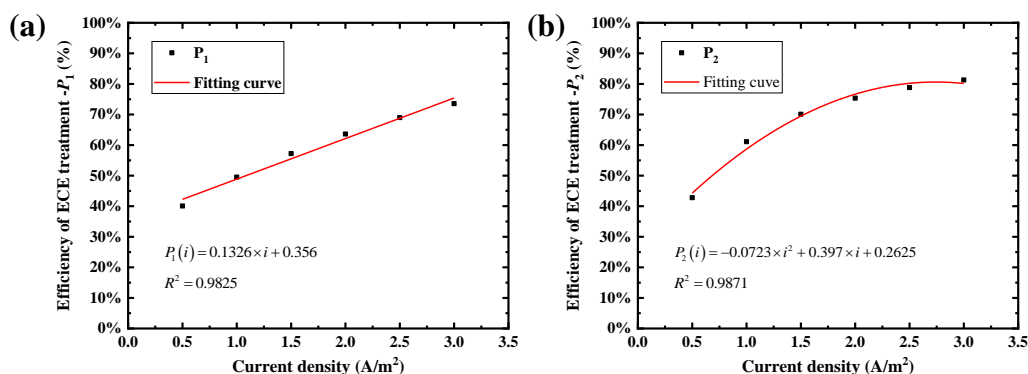 (a)
Efficiency of ECE treatment -P₁ (%)
100%
90%
80%
70%
60%
50%
40%
30%
20%
10%
0%
P₁
Fitting curve
P₁(i) = 0.1326×i + 0.356
R² = 0.9825
0.0 0.5 1.0 1.5 2.0 2.5 3.0 3.5
Current density (A/m²)
(b)
Efficiency of ECE treatment -P₂ (%)
100%
90%
80%
70%
60%
50%
40%
30%
20%
10%
0%
P₂
Fitting cuve
P₂(i) = −0.0723×i² + 0.397×i + 0.2625
R² = 0.9871
0.0 0.5 1.0 1.5 2.0 2.5 3.0 3.5
Current density (A/m²)